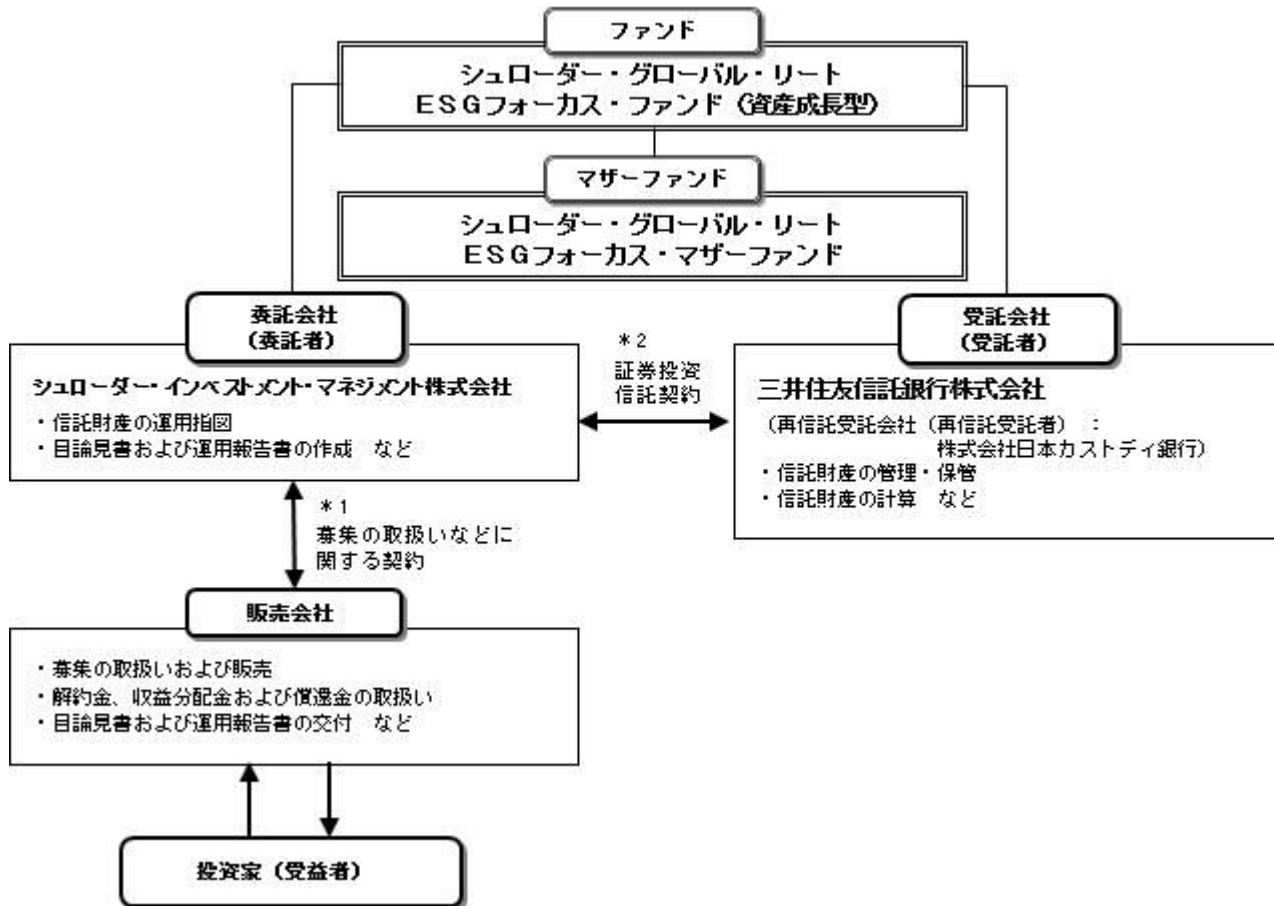 ファンド
シュローダー・グローバル・リート
ESGフォーカス・ファンド（資産成長型）
マザーファンド
シュローダー・グローバル・リート
ESGフォーカス・マザーファンド
委託会社
（委託者）
シュローダー・インベストメント・マネジメント株式会社
・信託財産の運用指図
・目論見書および運用報告書の作成　など
＊2
証券投資
信託契約
受託会社
（受託者）
三井住友信託銀行株式会社
（再信託受託会社（再信託受託者）：
株式会社日本カストディ銀行）
・信託財産の管理・保管
・信託財産の計算　など
＊1
募集の取扱いなどに
関する契約
販売会社
・募集の取扱いおよび販売
・解約金、収益分配金および償還金の取扱い
・目論見書および運用報告書の交付　など
投資家（受益者）